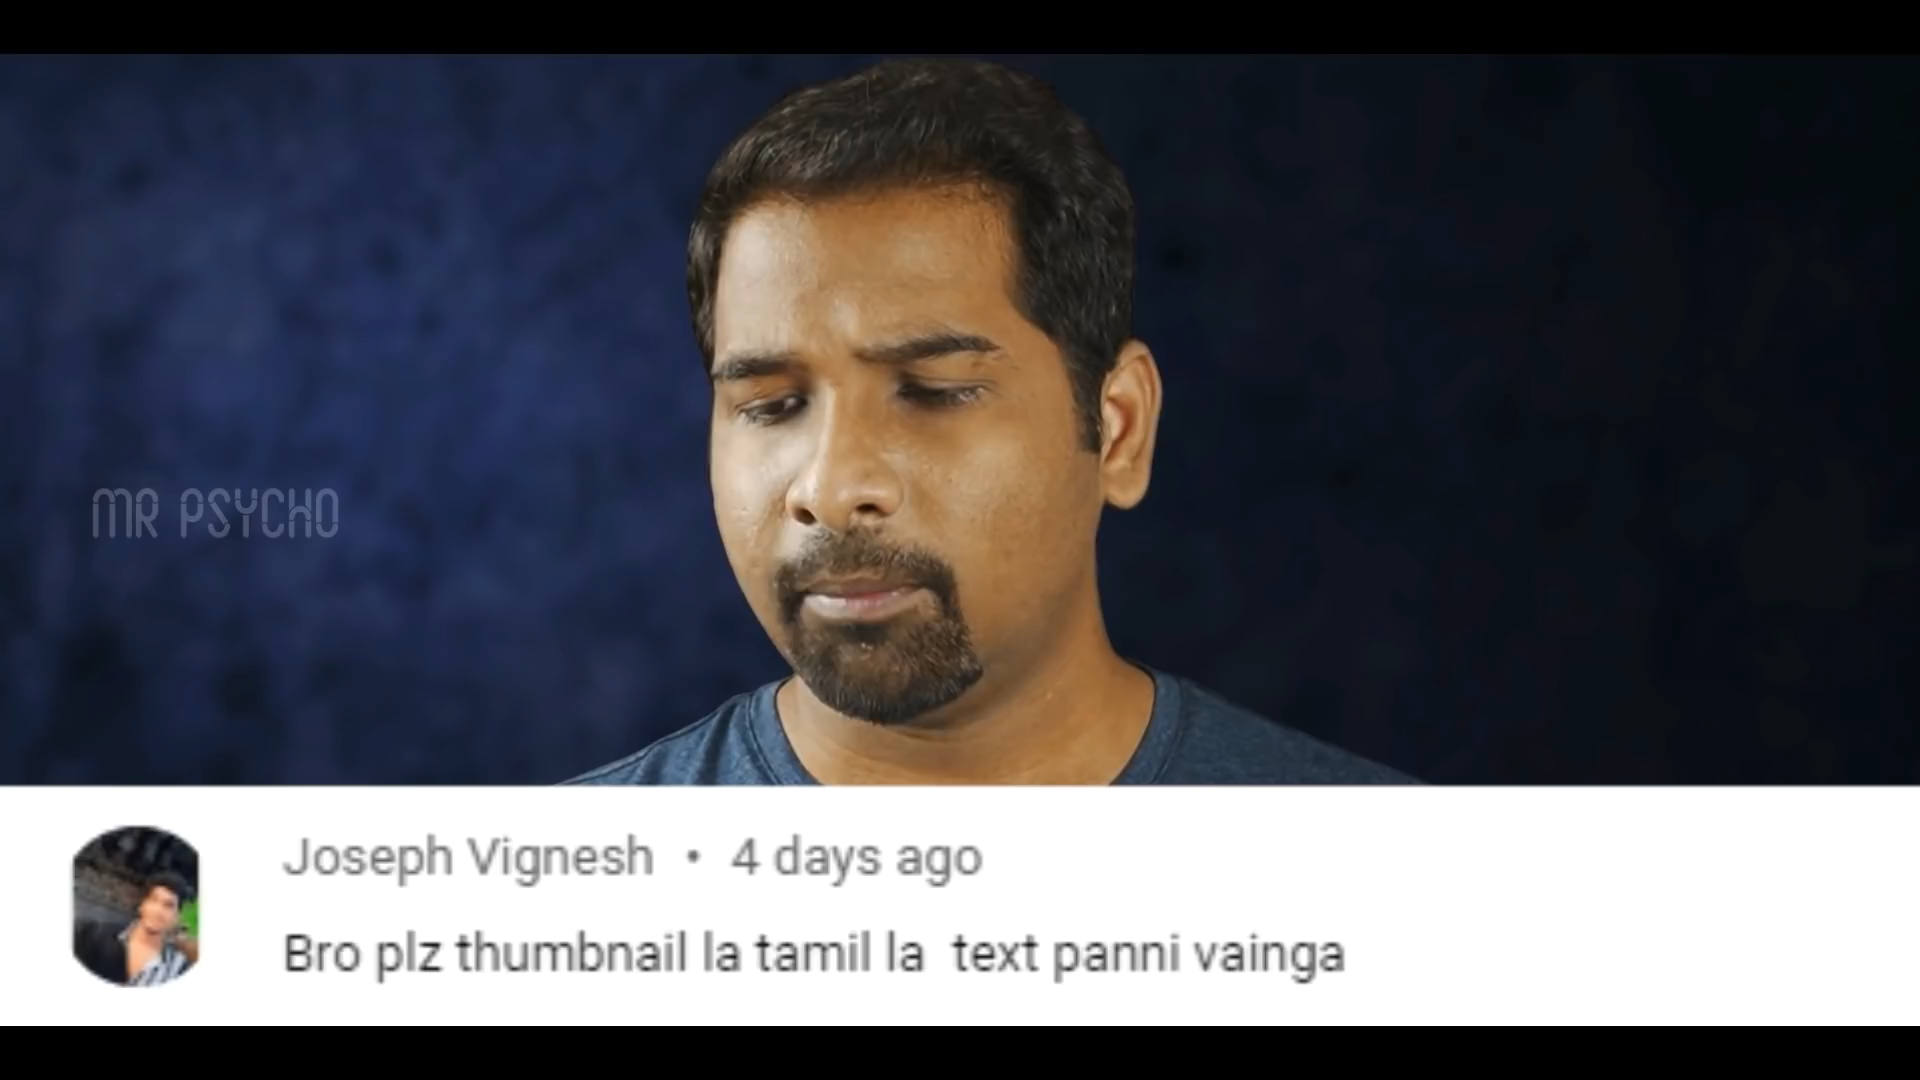 MR PSYCHO
Joseph Vignesh • 4 days ago
Bro plz thumbnail la tamil la text panni vainga